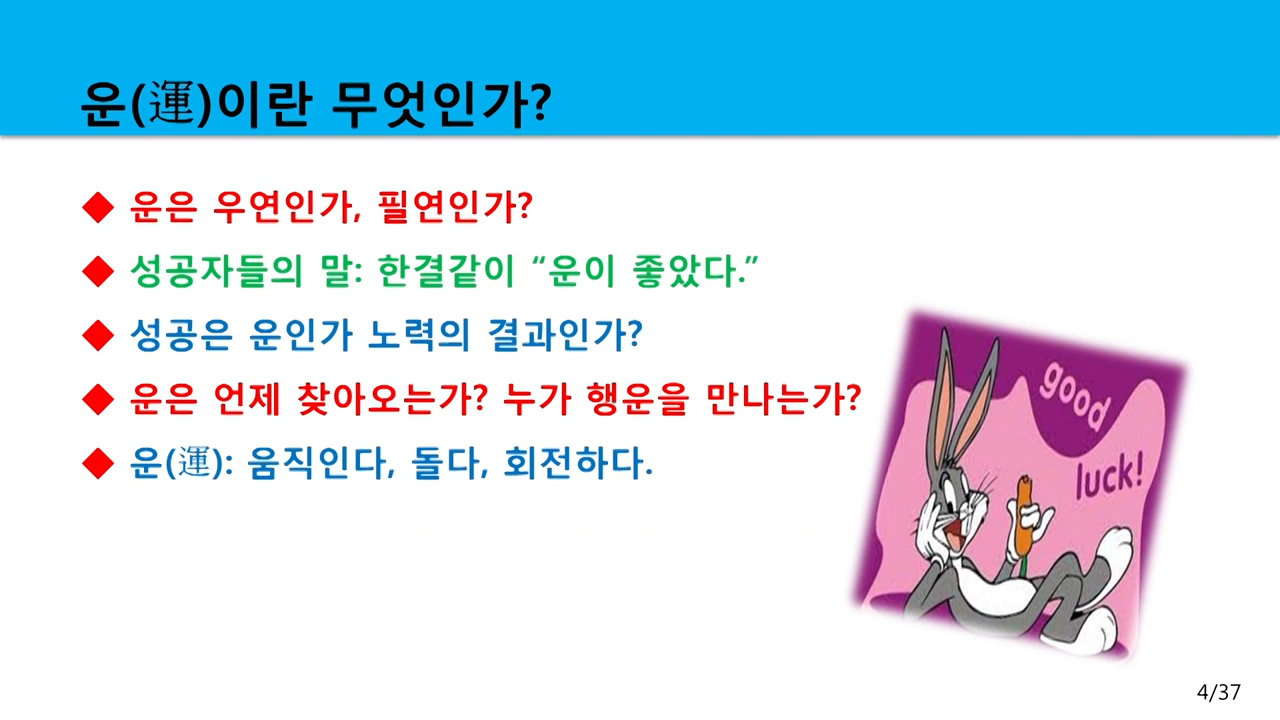 운(運)이란 무엇인가?
◆ 운은 우연인가, 필연인가?
◆ 성공자들의 말: 한결같이 “운이 좋았다.”
◆ 성공은 운인가 노력의 결과인가?
◆ 운은 언제 찾아오는가? 누가 행운을 만나는가?
◆ 운(運): 움직인다, 돌다, 회전하다.
good
luck!
4/37